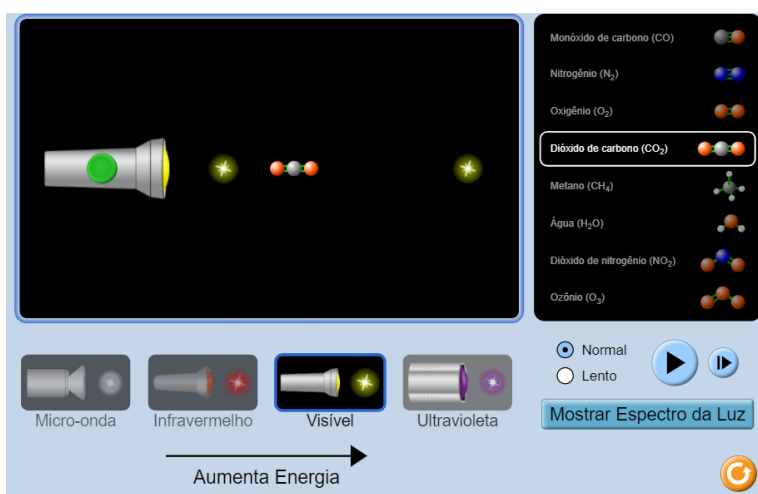 Monóxido de carbono (CO)
Nitrogênio (N₂)
Oxigênio (O₂)
Dióxido de carbono (CO₂)
Metano (CH₄)
Água (H₂O)
Dióxido de nitrogênio (NO₂)
Ozônio (O₃)
Micro-onda
Infravermelho
Visível
Ultravioleta
Aumenta Energia
Normal
Lento
Mostrar Espectro da Luz